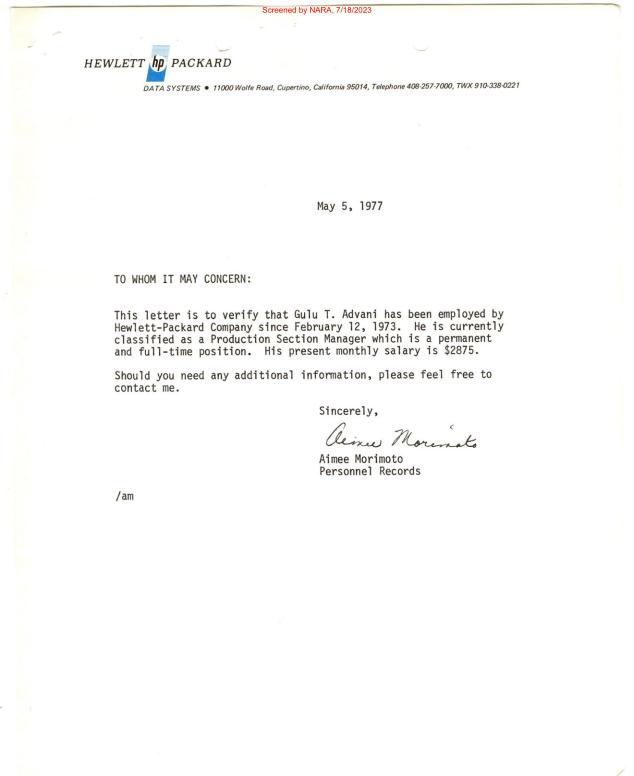 Screened by NARA, 7/18/2023
HEWLETT hp PACKARD
DATA SYSTEMS • 11000 Wolfe Road, Cupertino, California 95014, Telephone 408-257-7000, TWX 910-338-0221
May 5, 1977
TO WHOM IT MAY CONCERN:
This letter is to verify that Gulu T. Advani has been employed by
Hewlett-Packard Company since February 12, 1973. He is currently
classified as a Production Section Manager which is a permanent
and full-time position. His present monthly salary is $2875.
Should you need any additional information, please feel free to
contact me.
Sincerely,
Aimee Morimoto
Aimee Morimoto
Personnel Records
/am